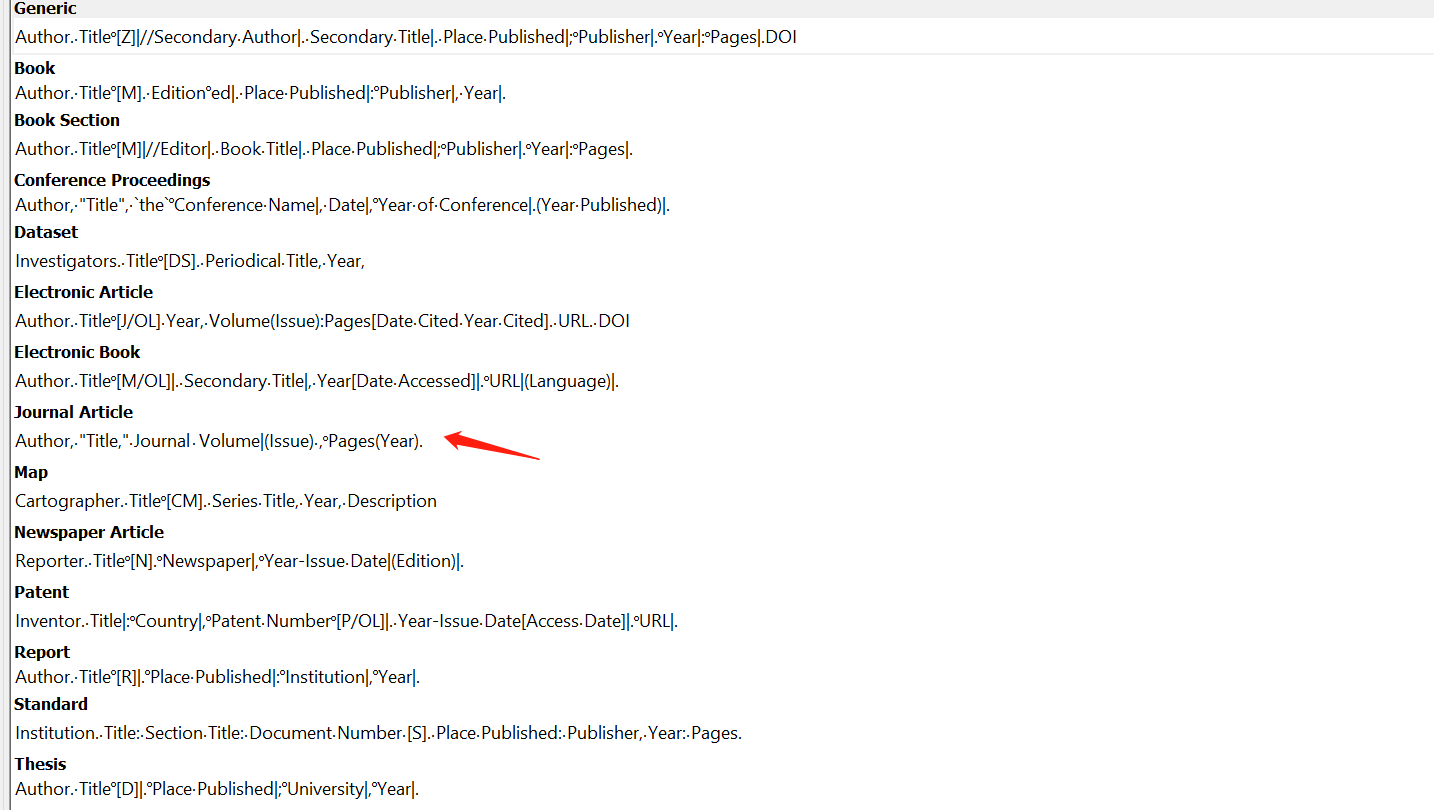 Generic
Author.·Title°[Z]|//Secondary·Author|.·Secondary·Title|.·Place·Published|;°Publisher|.°Year|:°Pages|.DOI
Book
Author.·Title°[M].·Edition°ed|.·Place·Published|:°Publisher|,·Year|.
Book Section
Author.·Title°[M]|//Editor|.·Book·Title|.·Place·Published|;°Publisher|.°Year|:°Pages|.
Conference Proceedings
Author,·"Title",·`the`°Conference·Name|,·Date|,°Year·of·Conference|.(Year·Published)|.
Dataset
Investigators.·Title°[DS].·Periodical·Title,·Year,
Electronic Article
Author.·Title°[J/OL].Year,·Volume(Issue):Pages[Date·Cited·Year·Cited].·URL.·DOI
Electronic Book
Author.·Title°[M/OL]|.·Secondary·Title|,·Year[Date·Accessed]|.°URL|(Language)|.
Journal Article
Author,·"Title,"·Journal·Volume|(Issue)·,°Pages(Year).
Map
Cartographer.·Title°[CM].·Series·Title,·Year,·Description
Newspaper Article
Reporter.·Title°[N].°Newspaper|,°Year-Issue·Date|(Edition)|.
Patent
Inventor.·Title|:°Country|,°Patent·Number°[P/OL]|.·Year-Issue·Date[Access·Date]|.°URL|.
Report
Author.·Title°[R]|.°Place·Published|:°Institution|,°Year|.
Standard
Institution.·Title:·Section·Title:·Document·Number·[S].·Place·Published:·Publisher,·Year:·Pages.
Thesis
Author.·Title°[D]|.°Place·Published|;°University|,°Year|.